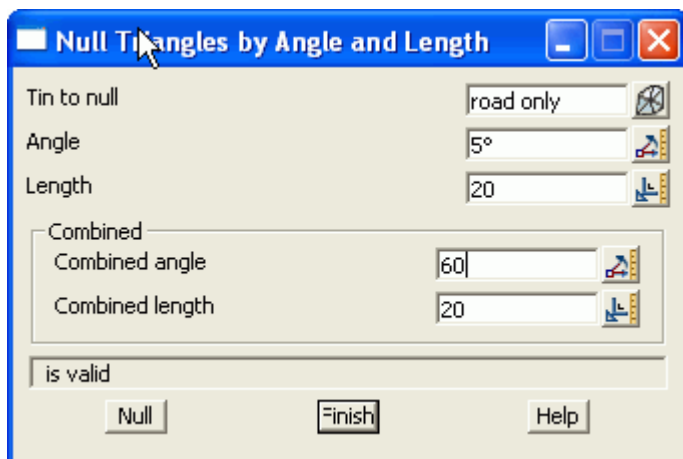 Null Triangles by Angle and Length
Tin to null road only
Angle 5°
Length 20
Combined
Combined angle 60
Combined length 20
is valid
Null Finish Help